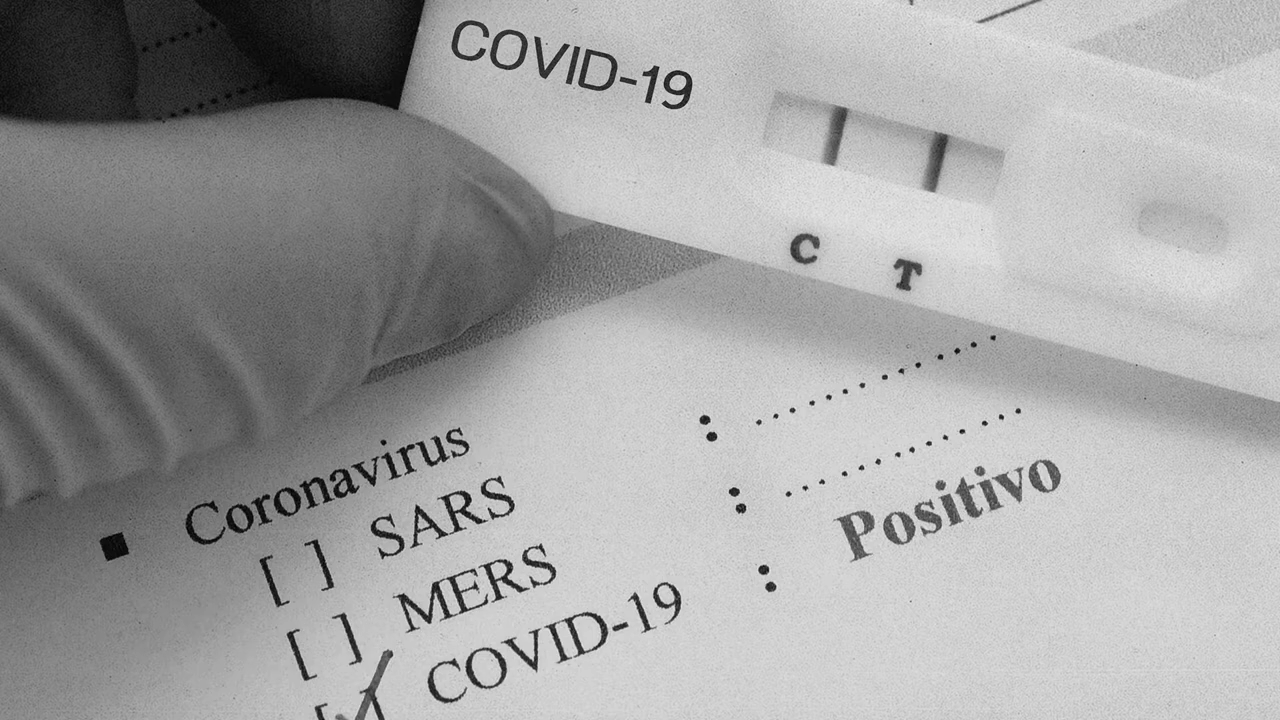 COVID-19
C T
■ Coronavirus
[ ] SARS : ....................
[ ] MERS : ....................
[✓] COVID-19 : Positivo